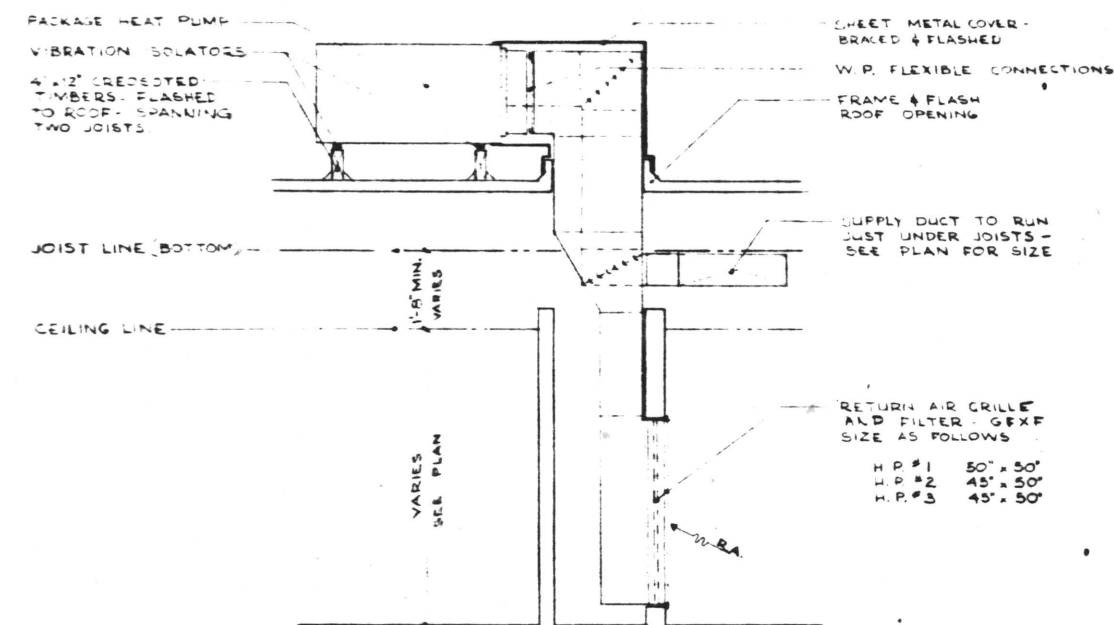 PACKAGE HEAT PUMP
VIBRATION ISOLATORS
4"x12" CREOSOTED
TIMBERS - FLASHED
TO ROOF - SPANNING
TWO JOISTS.
JOIST LINE (BOTTOM)
CEILING LINE
1'-8" MIN.
VARIES
VARIES
SEE PLAN
SHEET METAL COVER -
BRACED & FLASHED
W.P. FLEXIBLE CONNECTIONS
FRAME & FLASH
ROOF OPENING
SUPPLY DUCT TO RUN
JUST UNDER JOISTS -
SEE PLAN FOR SIZE
RETURN AIR GRILLE
AND FILTER - GFXF
SIZE AS FOLLOWS
H.P. #1 50" x 50"
H.P. #2 45" x 50"
H.P. #3 45" x 50"
R.A.